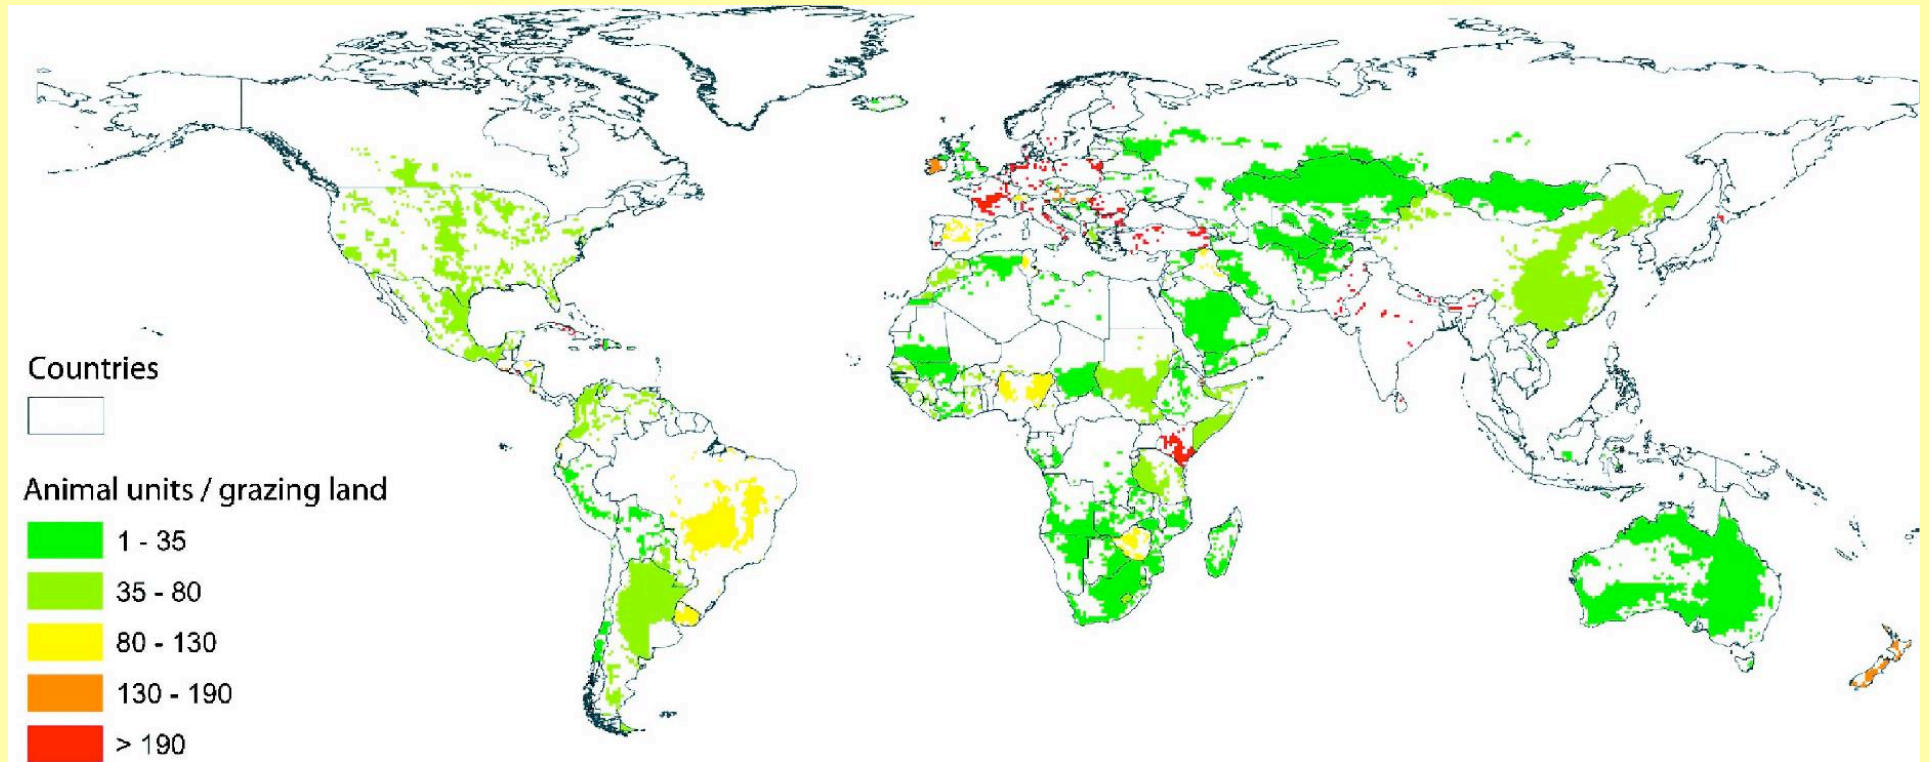 Countries
Animal units / grazing land
1 - 35
35 - 80
80 - 130
130 - 190
> 190